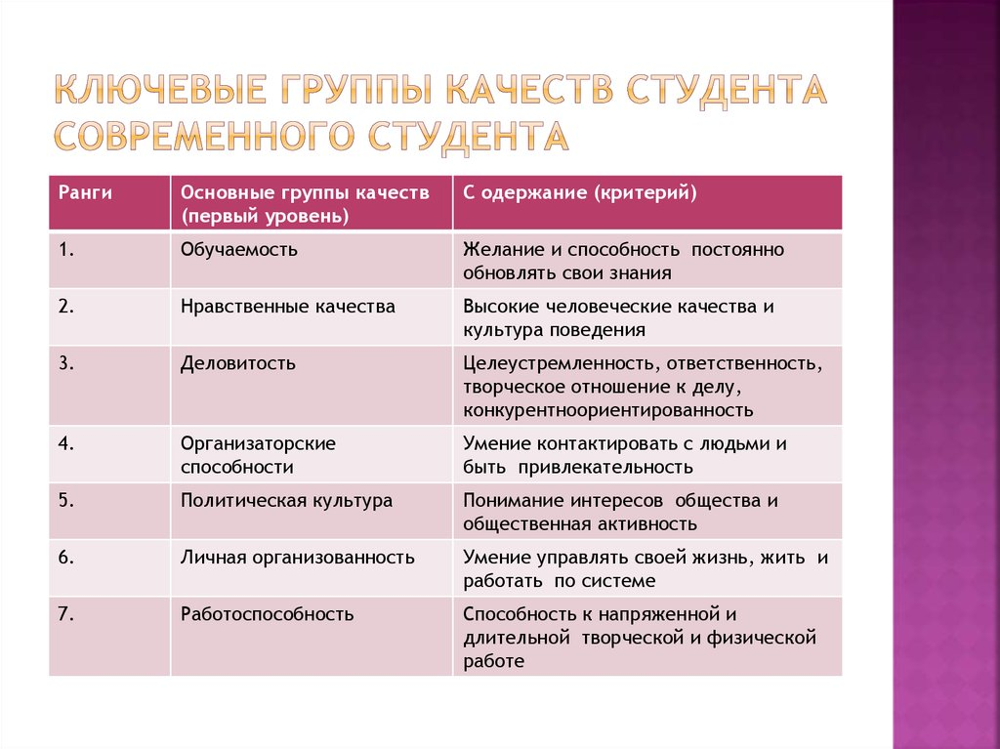 КЛЮЧЕВЫЕ ГРУППЫ КАЧЕСТВ СТУДЕНТА
СОВРЕМЕННОГО СТУДЕНТА
Ранги
Основные группы качеств
(первый уровень)
С одержание (критерий)
1.
Обучаемость
Желание и способность постоянно
обновлять свои знания
2.
Нравственные качества
Высокие человеческие качества и
культура поведения
3.
Деловитость
Целеустремленность, ответственность,
творческое отношение к делу,
конкурентноориентированность
4.
Организаторские
способности
Умение контактировать с людьми и
быть привлекательность
5.
Политическая культура
Понимание интересов общества и
общественная активность
6.
Личная организованность
Умение управлять своей жизнь, жить и
работать по системе
7.
Работоспособность
Способность к напряженной и
длительной творческой и физической
работе